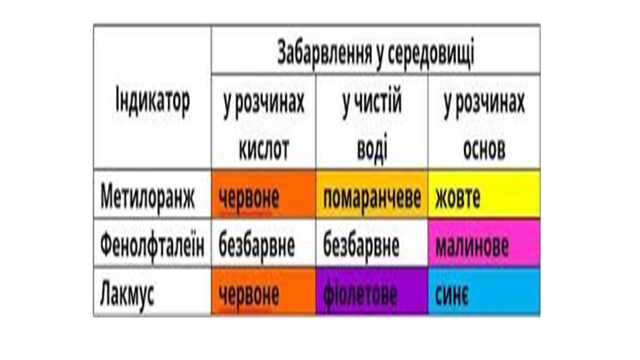 Індикатор
Забарвлення у середовищі
у розчинах
кислот
у чистій
воді
у розчинах
основ
Метилоранж червоне помаранчеве жовте
Фенолфталеїн безбарвне безбарвне малинове
Лакмус червоне фіолетове синє